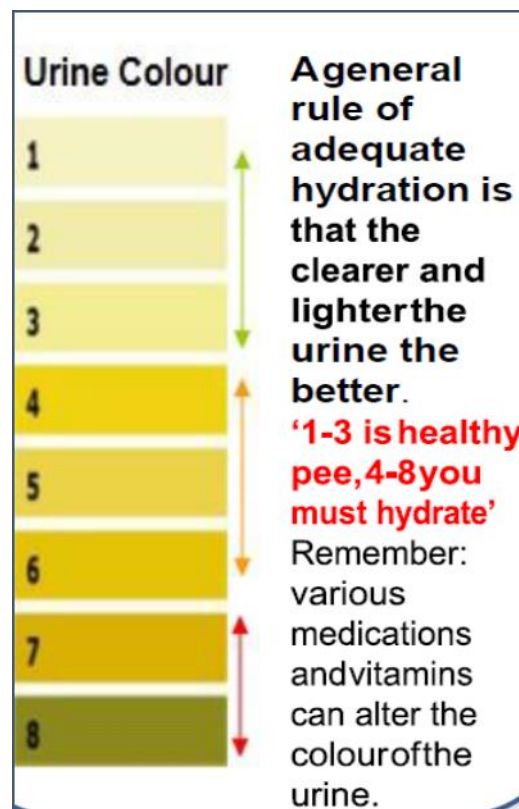 Urine Colour
1
2
3
4
5
6
7
8
Ageneral
rule of
adequate
hydration is
that the
clearer and
lighterthe
urine the
better.
‘1-3 is healthy
pee,4-8you
must hydrate’
Remember:
various
medications
andvitamins
can alter the
colourofthe
urine.